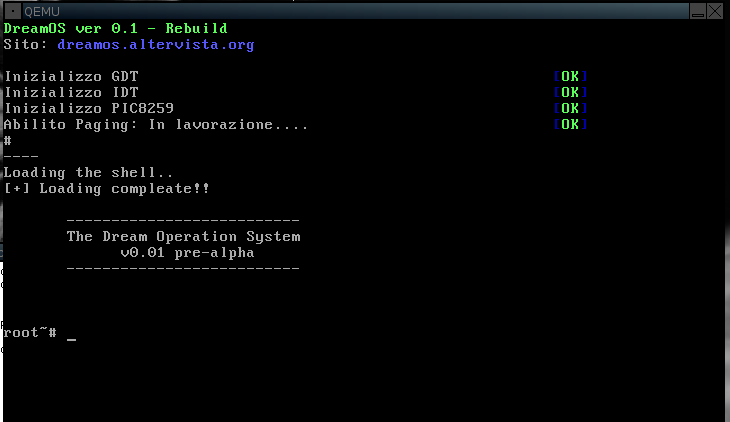 QEMU
DreamOS ver 0.1 - Rebuild
Sito: dreamos.altervista.org
Inizializzo GDT [OK]
Inizializzo IDT [OK]
Inizializzo PIC8259 [OK]
Abilito Paging: In lavorazione.... [OK]
#
----
Loading the shell..
[+] Loading compleate!!
--------------------------
The Dream Operation System
v0.01 pre-alpha
--------------------------
root~# _